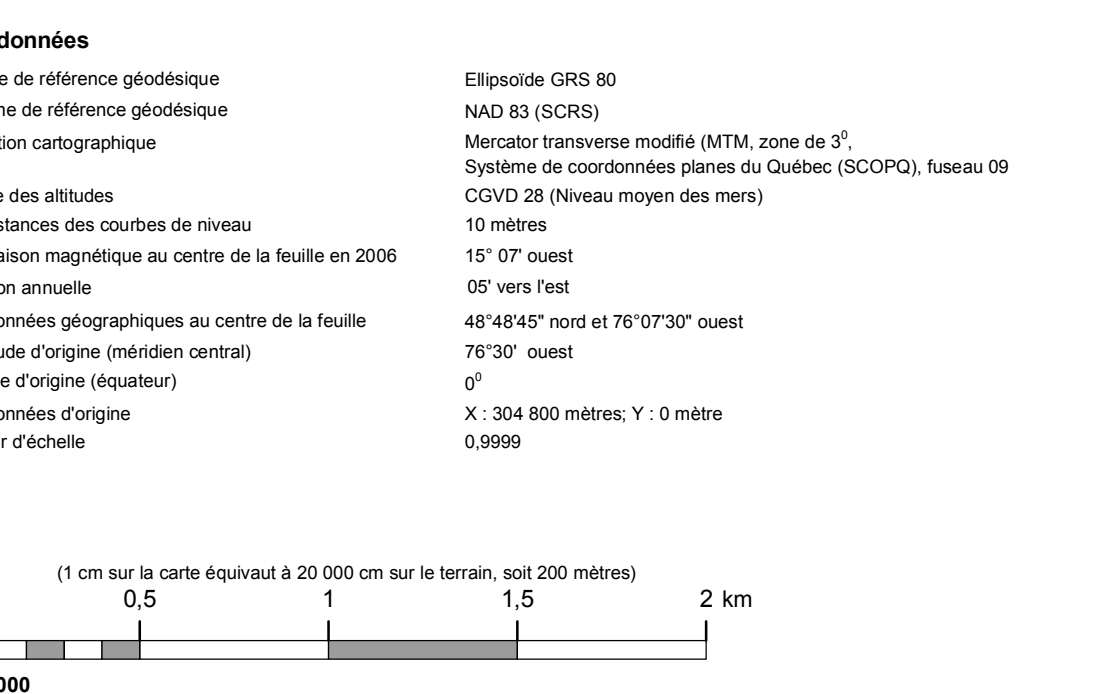 données
e de référence géodésique Ellipsoïde GRS 80
ne de référence géodésique NAD 83 (SCRS)
tion cartographique Mercator transverse modifié (MTM, zone de 3⁰,
Système de coordonnées planes du Québec (SCOPQ), fuseau 09
e des altitudes CGVD 28 (Niveau moyen des mers)
stances des courbes de niveau 10 mètres
aison magnétique au centre de la feuille en 2006 15° 07' ouest
on annuelle 05' vers l'est
onnées géographiques au centre de la feuille 48°48'45" nord et 76°07'30" ouest
ude d'origine (méridien central) 76°30' ouest
e d'origine (équateur) 0⁰
onnées d'origine X : 304 800 mètres; Y : 0 mètre
r d'échelle 0,9999
(1 cm sur la carte équivaut à 20 000 cm sur le terrain, soit 200 mètres)
0,5 1 1,5 2 km
000